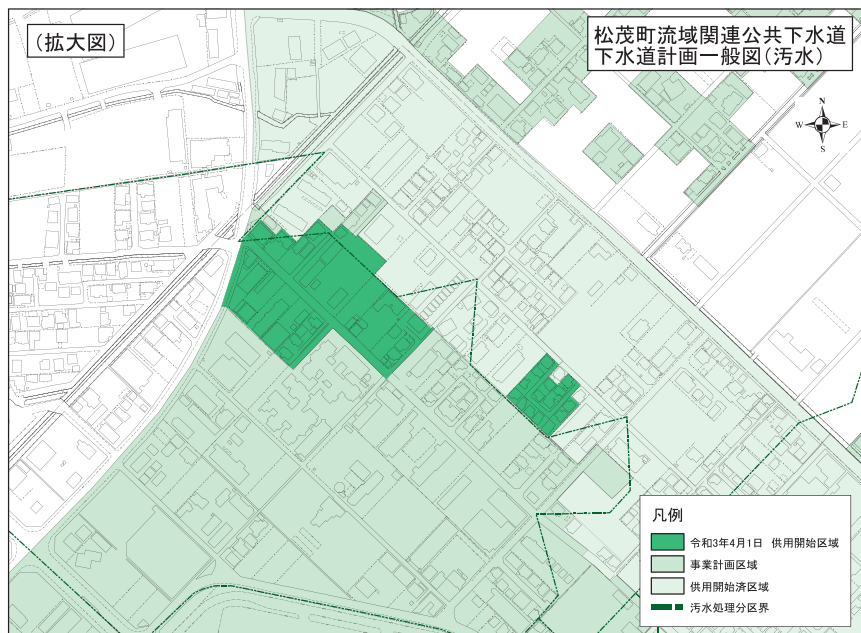 (拡大図)
松茂町流域関連公共下水道
下水道計画一般図(汚水)
N
W
E
S
凡例
令和3年4月1日 供用開始区域
事業計画区域
供用開始済区域
汚水処理分区界